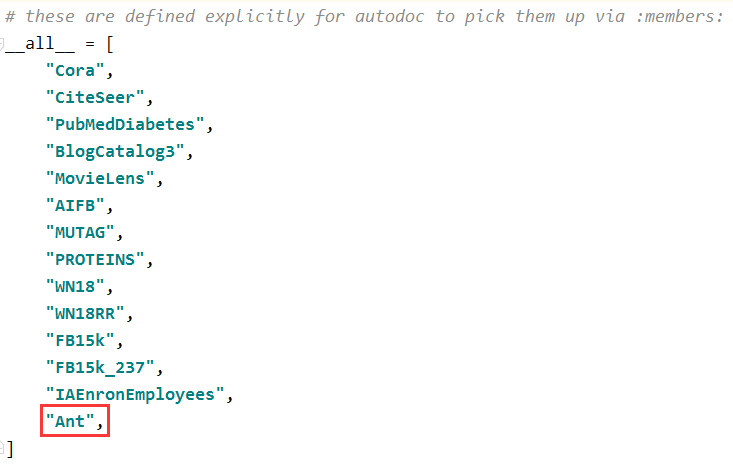 # these are defined explicitly for autodoc to pick them up via :members:
__all__ = [
"Cora",
"CiteSeer",
"PubMedDiabetes",
"BlogCatalog3",
"MovieLens",
"AIFB",
"MUTAG",
"PROTEINS",
"WN18",
"WN18RR",
"FB15k",
"FB15k_237",
"IAEnronEmployees",
"Ant",
]